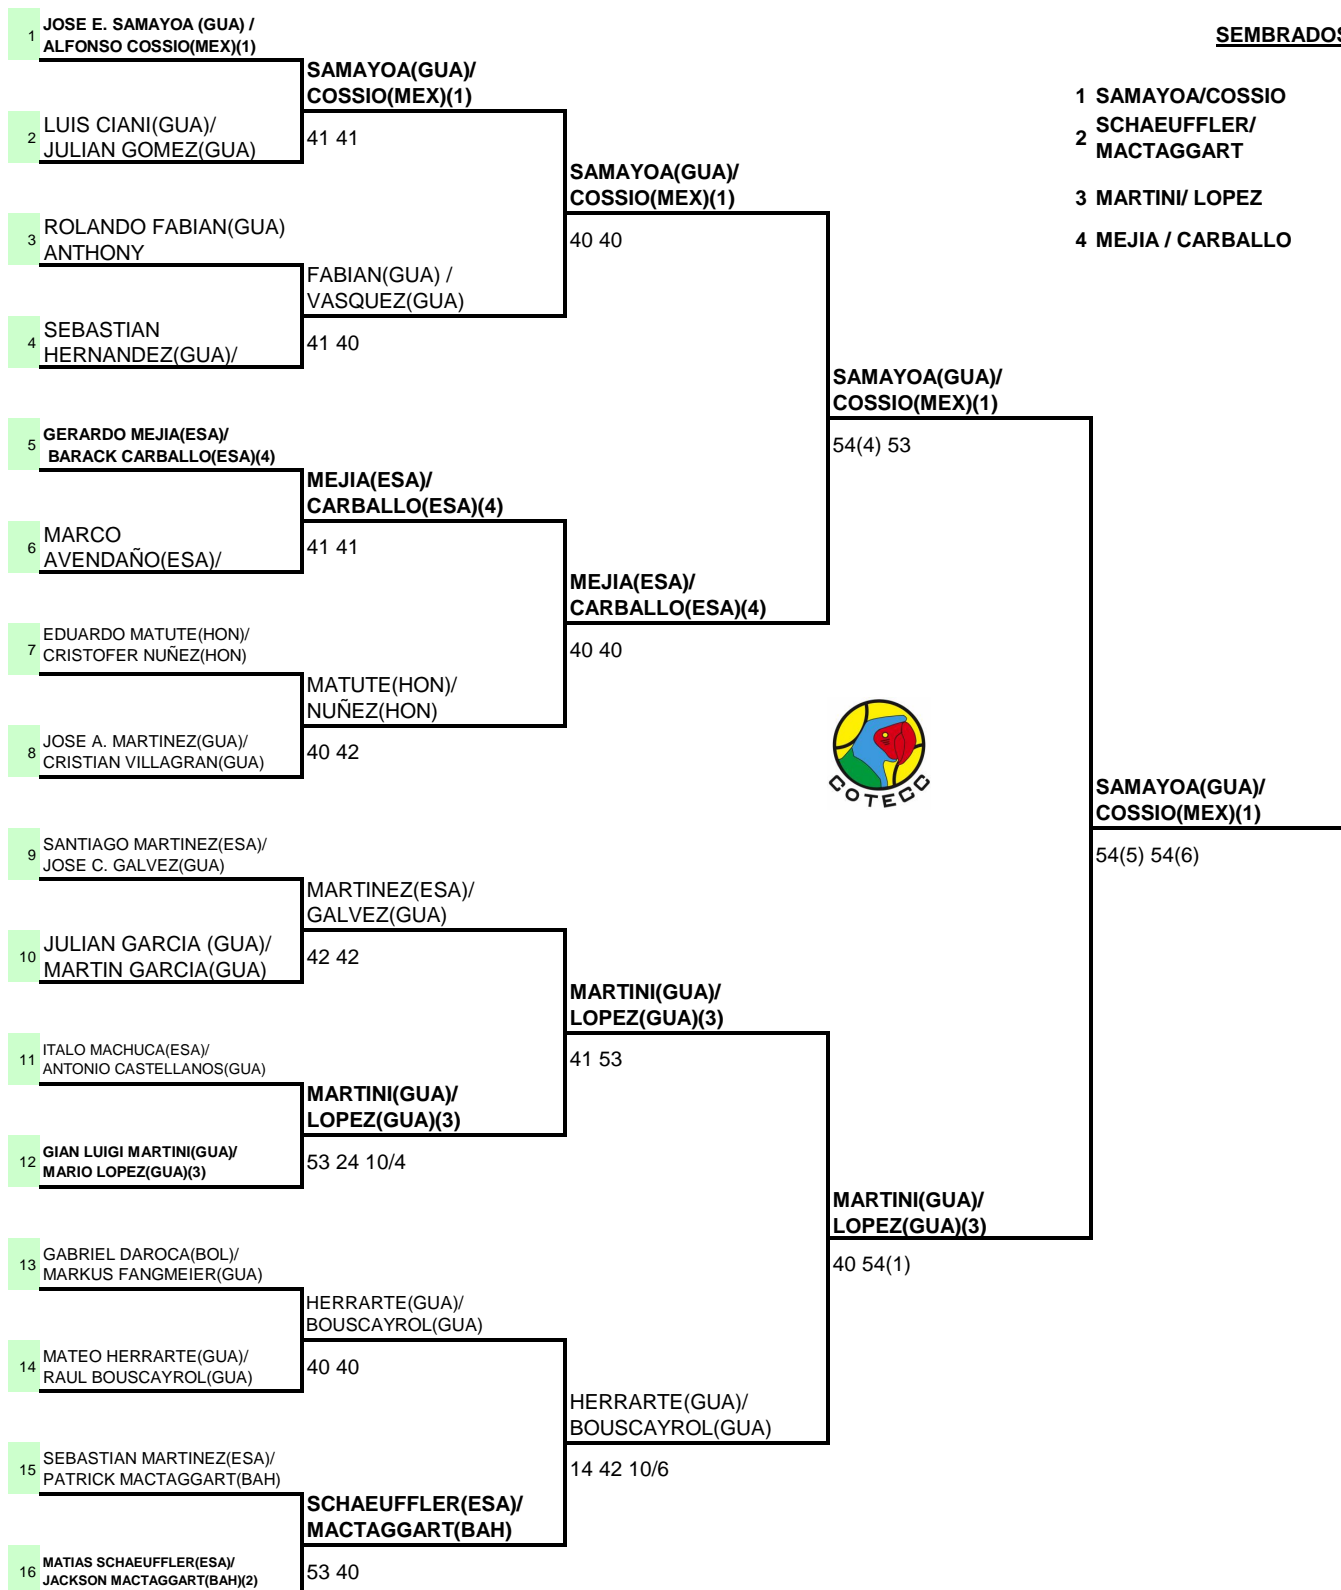 1 JOSE E. SAMAYOA (GUA) /
ALFONSO COSSIO(MEX)(1)
2 LUIS CIANI(GUA)/
JULIAN GOMEZ(GUA)
3 ROLANDO FABIAN(GUA)
ANTHONY
4 SEBASTIAN
HERNANDEZ(GUA)/
5 GERARDO MEJIA(ESA)/
BARACK CARBALLO(ESA)(4)
6 MARCO
AVENDAÑO(ESA)/
7 EDUARDO MATUTE(HON)/
CRISTOFER NUÑEZ(HON)
8 JOSE A. MARTINEZ(GUA)/
CRISTIAN VILLAGRAN(GUA)
9 SANTIAGO MARTINEZ(ESA)/
JOSE C. GALVEZ(GUA)
10 JULIAN GARCIA (GUA)/
MARTIN GARCIA(GUA)
11 ITALO MACHUCA(ESA)/
ANTONIO CASTELLANOS(GUA)
12 GIAN LUIGI MARTINI(GUA)/
MARIO LOPEZ(GUA)(3)
13 GABRIEL DAROCA(BOL)/
MARKUS FANGMEIER(GUA)
14 MATEO HERRARTE(GUA)/
RAUL BOUSCAYROL(GUA)
15 SEBASTIAN MARTINEZ(ESA)/
PATRICK MACTAGGART(BAH)
16 MATIAS SCHAEUFFLER(ESA)/
JACKSON MACTAGGART(BAH)(2)
SAMAYOA(GUA)/
COSSIO(MEX)(1)
41 41
FABIAN(GUA) /
VASQUEZ(GUA)
41 40
MEJIA(ESA)/
CARBALLO(ESA)(4)
41 41
MATUTE(HON)/
NUÑEZ(HON)
40 42
MARTINEZ(ESA)/
GALVEZ(GUA)
42 42
MARTINI(GUA)/
LOPEZ(GUA)(3)
53 24 10/4
HERRARTE(GUA)/
BOUSCAYROL(GUA)
40 40
SCHAEUFFLER(ESA)/
MACTAGGART(BAH)
53 40
SAMAYOA(GUA)/
COSSIO(MEX)(1)
40 40
MEJIA(ESA)/
CARBALLO(ESA)(4)
40 40
MARTINI(GUA)/
LOPEZ(GUA)(3)
41 53
HERRARTE(GUA)/
BOUSCAYROL(GUA)
14 42 10/6
SAMAYOA(GUA)/
COSSIO(MEX)(1)
54(4) 53
COTECC
MARTINI(GUA)/
LOPEZ(GUA)(3)
40 54(1)
SAMAYOA(GUA)/
COSSIO(MEX)(1)
54(5) 54(6)
SEMBRADOS
1 SAMAYOA/COSSIO
2 SCHAEUFFLER/
MACTAGGART
3 MARTINI/ LOPEZ
4 MEJIA / CARBALLO